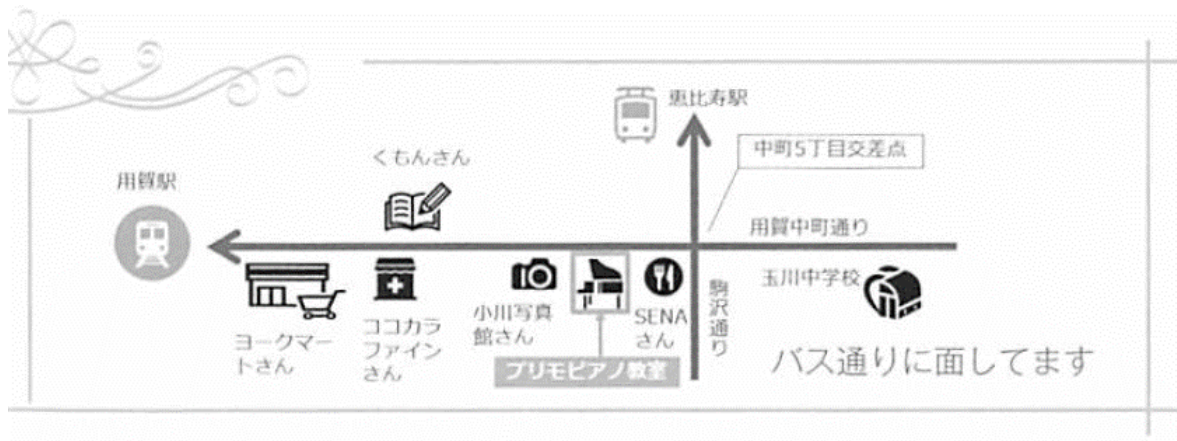 恵比寿駅
中町5丁目交差点
くもんさん
用賀駅
用賀中町通り
玉川中学校
駒沢通り
小川写真
館さん
SENA
さん
ココカラ
ファイン
さん
ヨークマー
トさん
プリモピアノ教室
バス通りに面してます